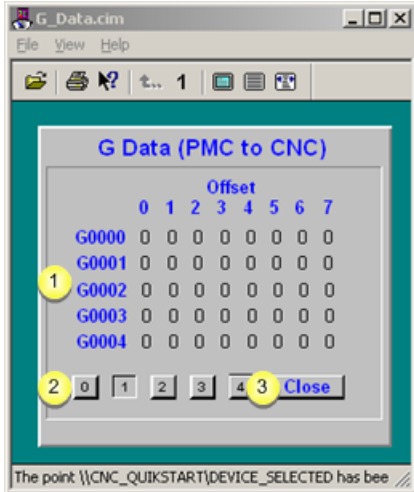 G_Data.cim
File View Help
1
G Data (PMC to CNC)
Offset
0 1 2 3 4 5 6 7
G0000 0 0 0 0 0 0 0 0
G0001 0 0 0 0 0 0 0 0
1
G0002 0 0 0 0 0 0 0 0
G0003 0 0 0 0 0 0 0 0
G0004 0 0 0 0 0 0 0 0
2 0 1 2 3 4 3 Close
The point \\CNC_QUIKSTART\DEVICE_SELECTED has bee